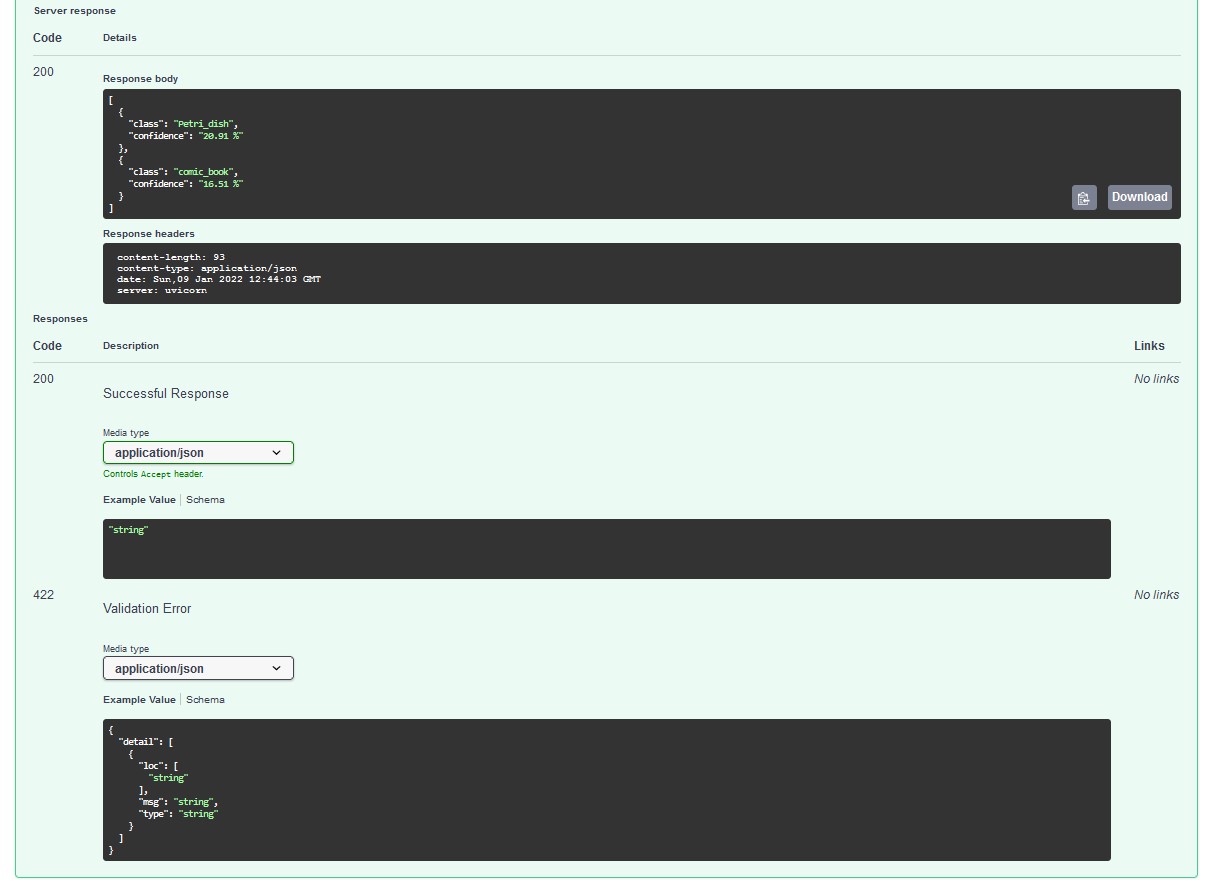 Server response
Code Details
200
Response body
[
  {
    "class": "Petri_dish",
    "confidence": "20.91 %"
  },
  {
    "class": "comic_book",
    "confidence": "16.51 %"
  }
]
Download
Response headers
content-length: 93
content-type: application/json
date: Sun,09 Jan 2022 12:44:03 GMT
server: uvicorn
Responses
Code Description Links
200 No links
Successful Response
Media type
application/json
Controls Accept header.
Example Value Schema
"string"
422 No links
Validation Error
Media type
application/json
Example Value Schema
{
  "detail": [
    {
      "loc": [
        "string"
      ],
      "msg": "string",
      "type": "string"
    }
  ]
}